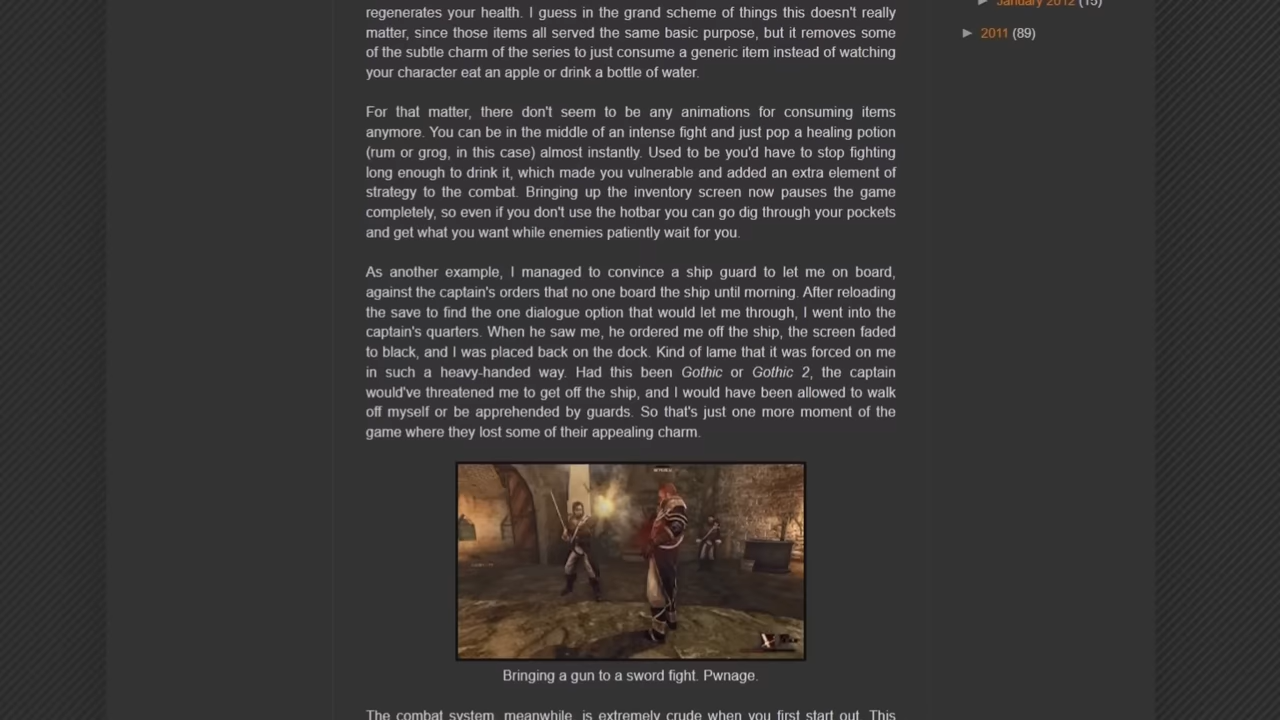 regenerates your health. I guess in the grand scheme of things this doesn't really
matter, since those items all served the same basic purpose, but it removes some
of the subtle charm of the series to just consume a generic item instead of watching
your character eat an apple or drink a bottle of water.
For that matter, there don't seem to be any animations for consuming items
anymore. You can be in the middle of an intense fight and just pop a healing potion
(rum or grog, in this case) almost instantly. Used to be you'd have to stop fighting
long enough to drink it, which made you vulnerable and added an extra element of
strategy to the combat. Bringing up the inventory screen now pauses the game
completely, so even if you don't use the hotbar you can go dig through your pockets
and get what you want while enemies patiently wait for you.
As another example, I managed to convince a ship guard to let me on board,
against the captain's orders that no one board the ship until morning. After reloading
the save to find the one dialogue option that would let me through, I went into the
captain's quarters. When he saw me, he ordered me off the ship, the screen faded
to black, and I was placed back on the dock. Kind of lame that it was forced on me
in such a heavy-handed way. Had this been Gothic or Gothic 2, the captain
would've threatened me to get off the ship, and I would have been allowed to walk
off myself or be apprehended by guards. So that's just one more moment of the
game where they lost some of their appealing charm.
Bringing a gun to a sword fight. Pwnage.
The combat system, meanwhile, is extremely crude when you first start out. This
► January 2012 (15)
► 2011 (89)